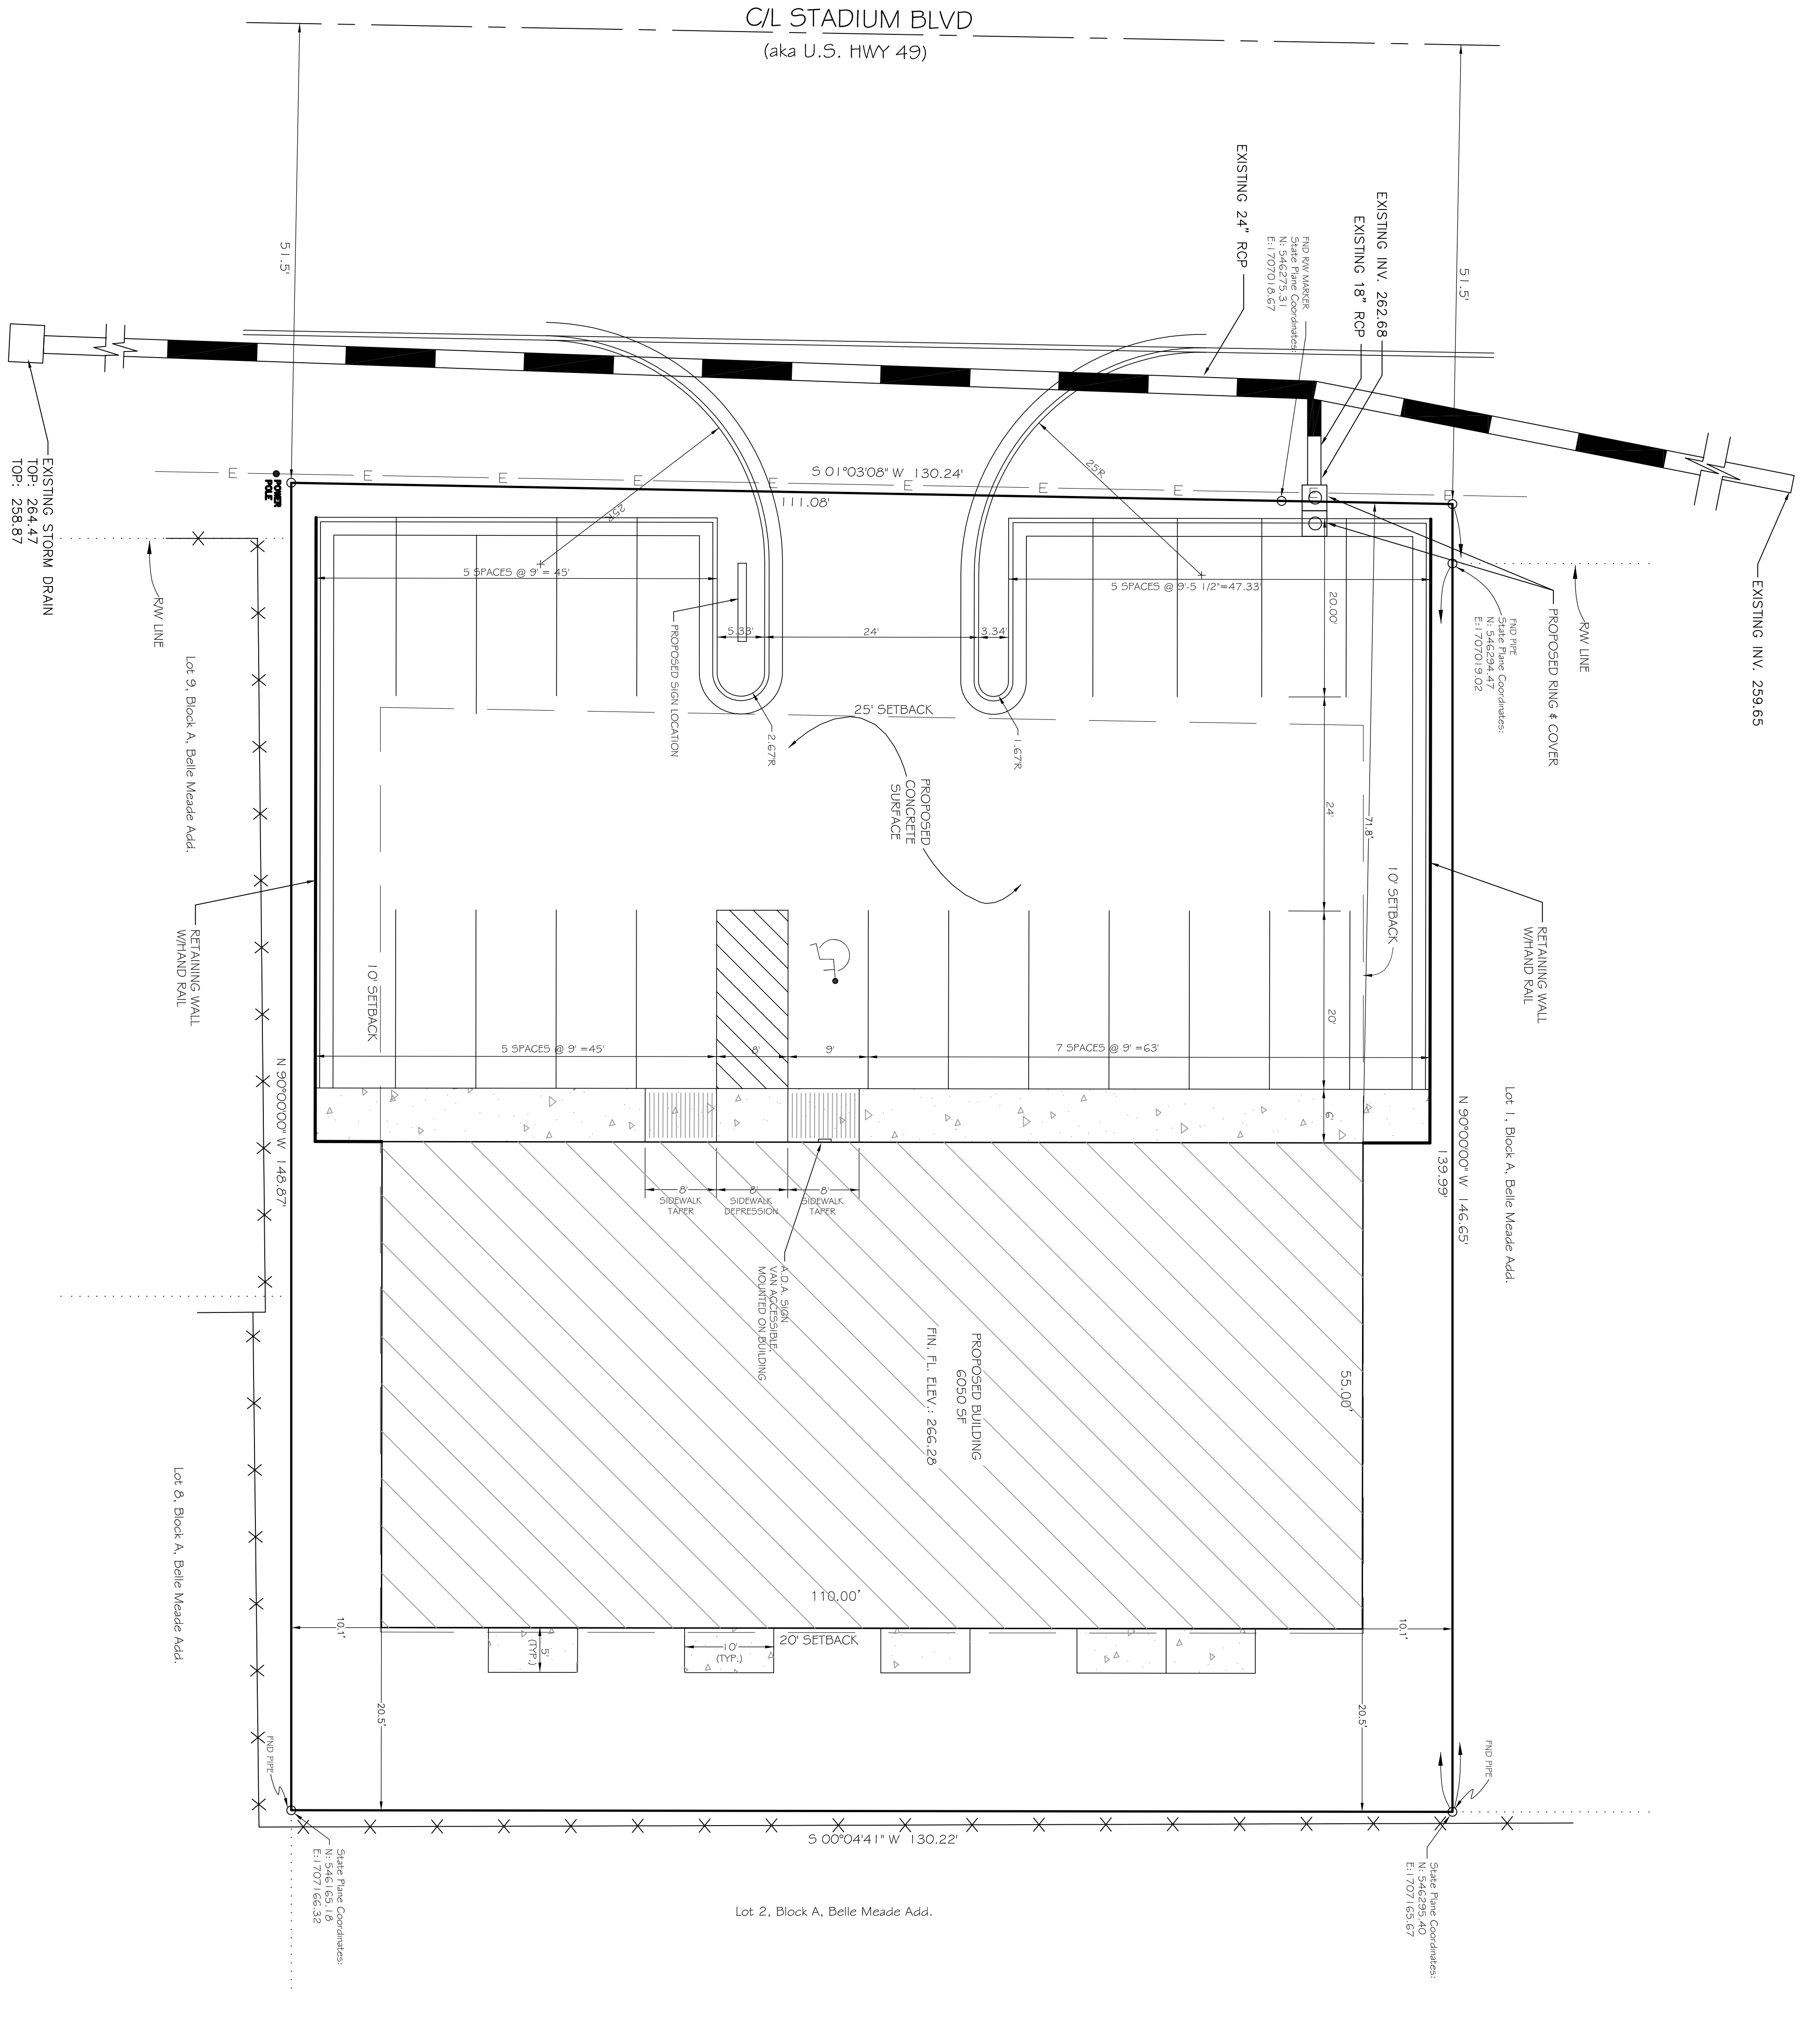 C/L STADIUM BLVD
(aka U.S. HWY 49)
51.5'
51.5'
EXISTING 24" RCP
FND R/W MARKER
State Plane Coordinates:
N: 546275.31
E:1707018.67
EXISTING INV. 262.68
EXISTING 18" RCP
EXISTING STORM DRAIN
TOP: 264.47
TOP: 258.87
POWER
POLE
E
E
E
E
E
E
E
E
E
E
S 01°03'08" W 130.24'
111.08'
25'R
25'R
EXISTING INV. 259.65
R/W LINE
R/W LINE
PROPOSED RING & COVER
FND PIPE
State Plane Coordinates:
N: 546294.47
E:1707019.02
5 SPACES @ 9' = 45'
5 SPACES @ 9'-5 1/2"=47.33'
20.00'
5.33'
24'
3.34'
PROPOSED SIGN LOCATION
25' SETBACK
2.67'R
1.67'R
PROPOSED
CONCRETE
SURFACE
24'
71.8'
10' SETBACK
10' SETBACK
Lot 9, Block A, Belle Meade Add.
RETAINING WALL
W/HAND RAIL
RETAINING WALL
W/HAND RAIL
20'
5 SPACES @ 9' =45'
8'
9'
7 SPACES @ 9' =63'
6'
N 90°00'00" W 148.87'
N 90°00'00" W 146.65'
139.99'
Lot 1, Block A, Belle Meade Add.
8'
SIDEWALK
TAPER
8'
SIDEWALK
DEPRESSION
8'
SIDEWALK
TAPER
A.D.A. SIGN
VAN ACCESSIBLE,
MOUNTED ON BUILDING
PROPOSED BUILDING
6050 SF
FIN. FL. ELEV.: 266.28
55.00'
110.00'
Lot 8, Block A, Belle Meade Add.
10.1'
10.1'
20' SETBACK
5'
(TYP.)
10'
(TYP.)
20.5'
20.5'
FND PIPE
FND PIPE
S 00°04'41" W 130.22'
State Plane Coordinates:
N: 546165.18
E:1707166.32
State Plane Coordinates:
N: 546295.40
E:1707165.67
Lot 2, Block A, Belle Meade Add.